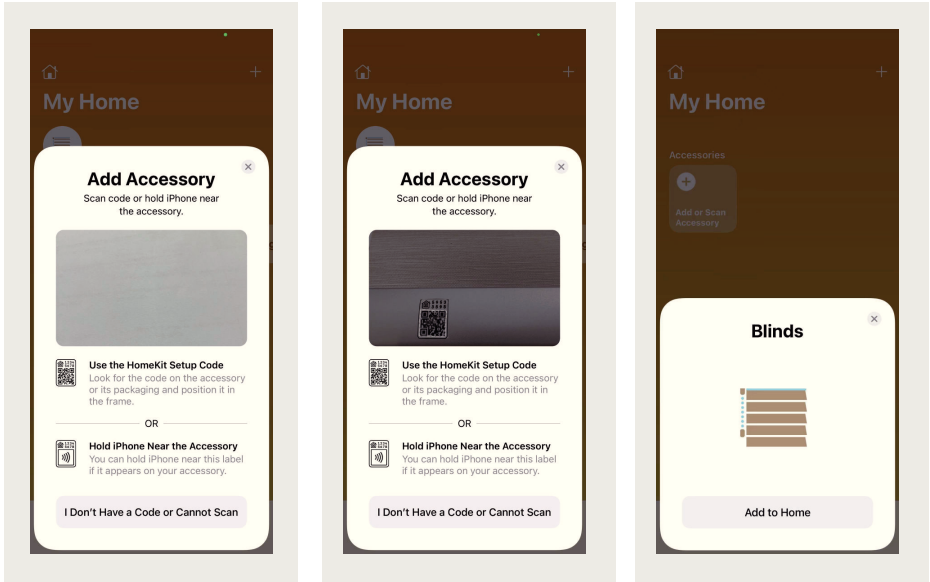 My Home
Add Accessory
Scan code or hold iPhone near
the accessory.
Use the HomeKit Setup Code
Look for the code on the accessory
or its packaging and position it in
the frame.
OR
Hold iPhone Near the Accessory
You can hold iPhone near this label
if it appears on your accessory.
I Don't Have a Code or Cannot Scan
My Home
Add Accessory
Scan code or hold iPhone near
the accessory.
Use the HomeKit Setup Code
Look for the code on the accessory
or its packaging and position it in
the frame.
OR
Hold iPhone Near the Accessory
You can hold iPhone near this label
if it appears on your accessory.
I Don't Have a Code or Cannot Scan
My Home
Accessories
Add or Scan
Accessory
Blinds
Add to Home